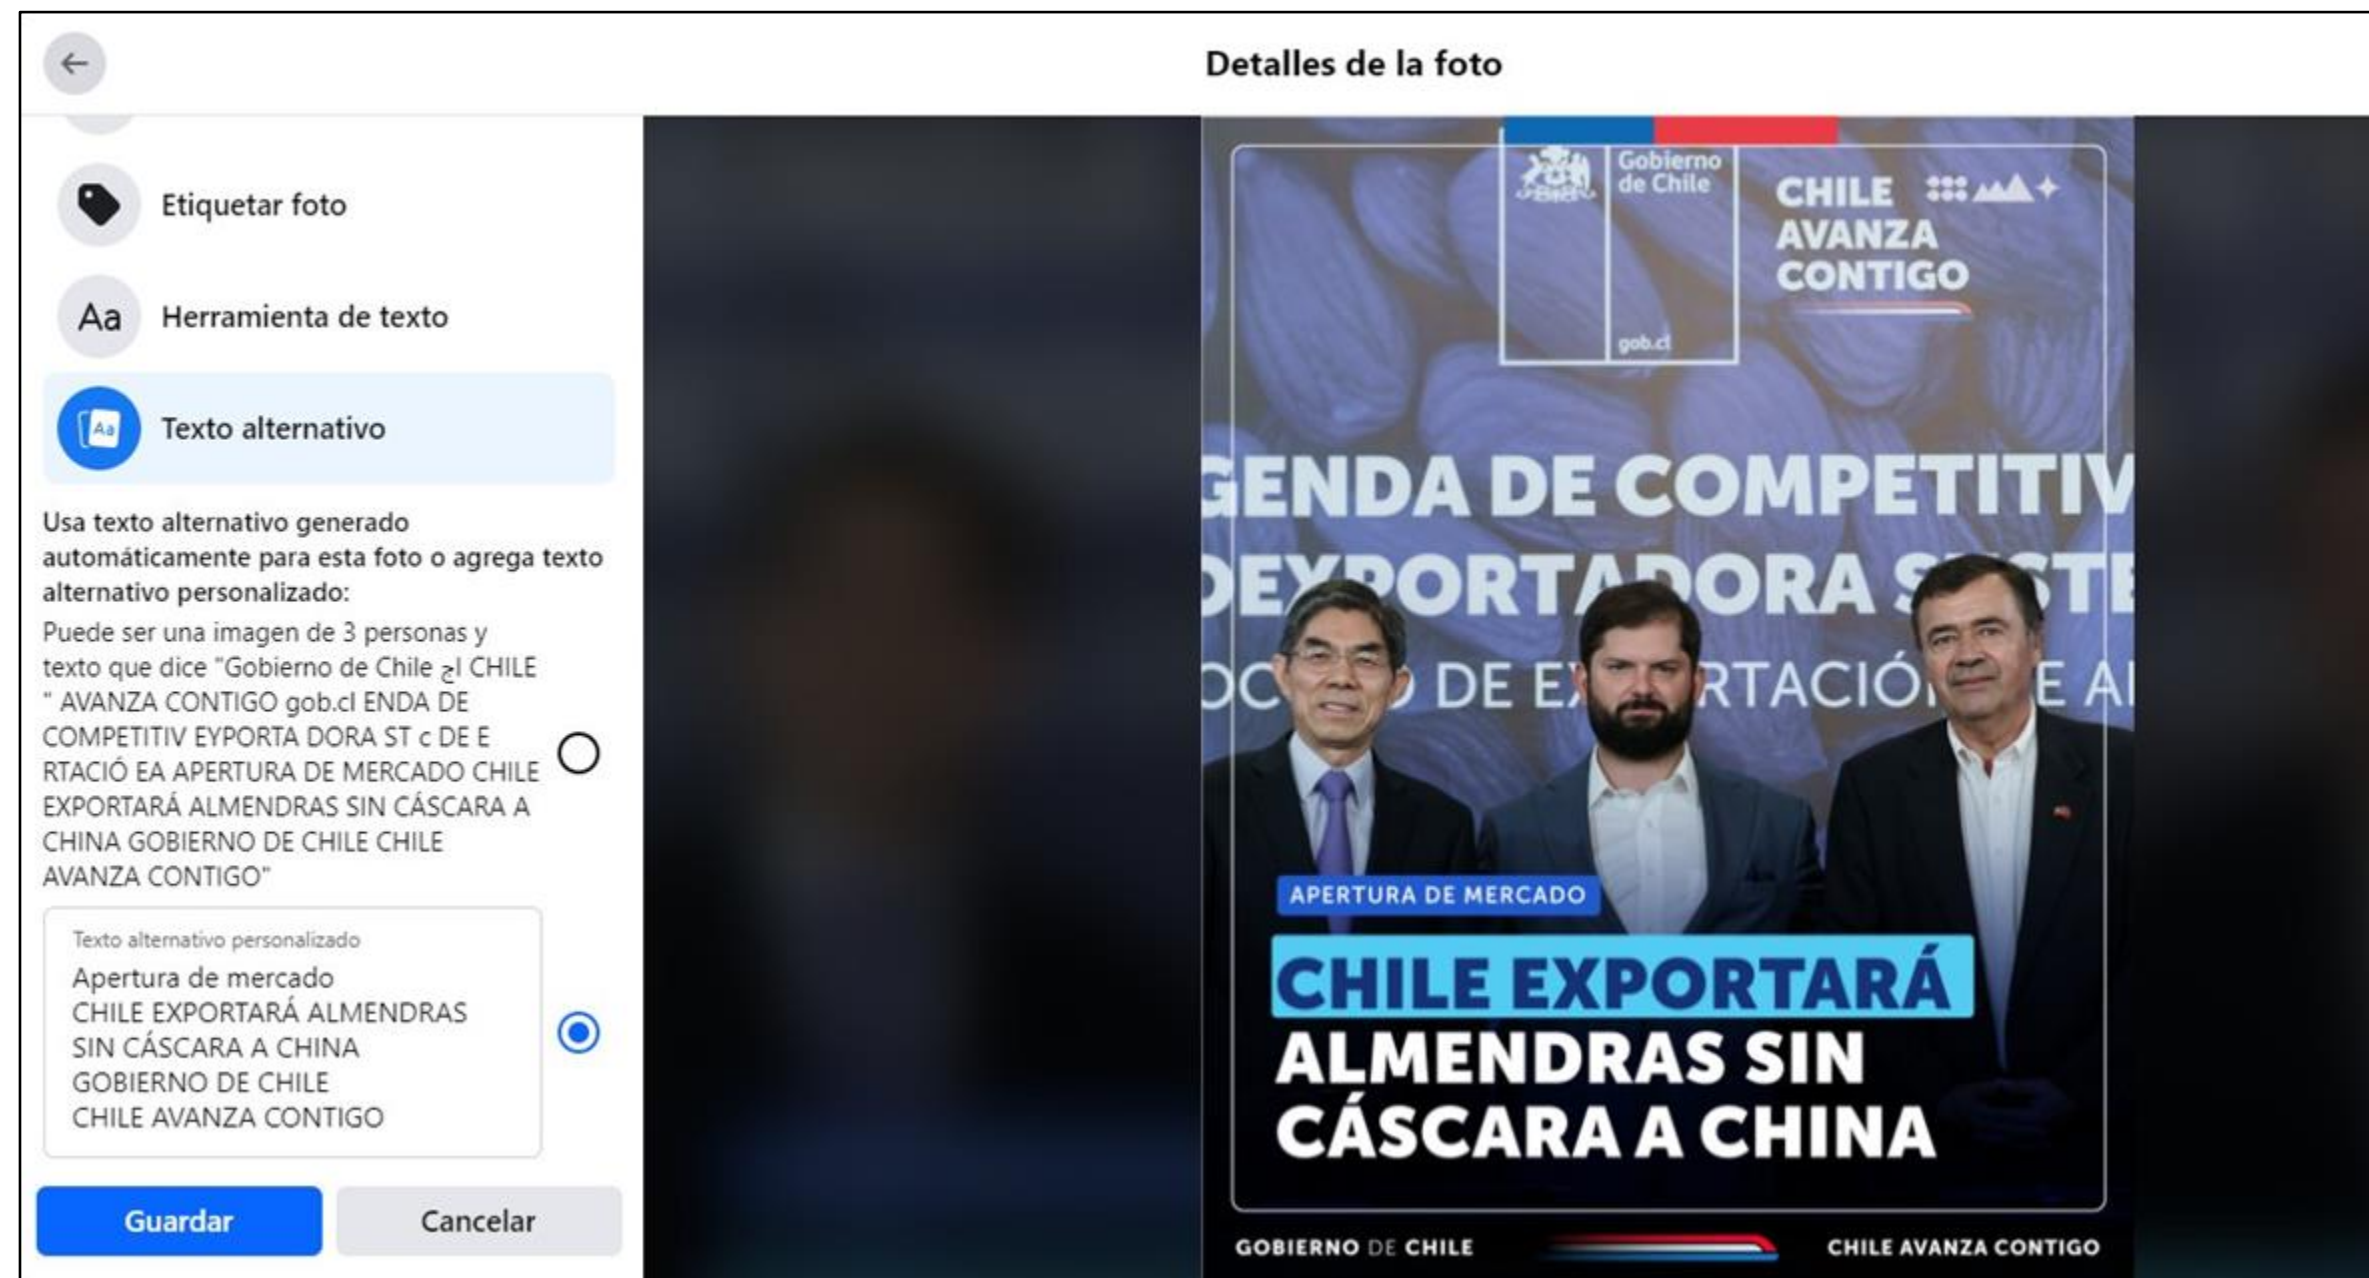 Detalles de la foto
Etiquetar foto
Aa Herramienta de texto
Aa Texto alternativo
Usa texto alternativo generado
automáticamente para esta foto o agrega texto
alternativo personalizado:
Puede ser una imagen de 3 personas y
texto que dice "Gobierno de Chile اج CHILE
" AVANZA CONTIGO gob.cl ENDA DE
COMPETITIV EYPORTA DORA ST c DE E
RTACIÓ EA APERTURA DE MERCADO CHILE
EXPORTARÁ ALMENDRAS SIN CÁSCARA A
CHINA GOBIERNO DE CHILE CHILE
AVANZA CONTIGO"
Texto alternativo personalizado
Apertura de mercado
CHILE EXPORTARÁ ALMENDRAS
SIN CÁSCARA A CHINA
GOBIERNO DE CHILE
CHILE AVANZA CONTIGO
Guardar
Cancelar
Gobierno
de Chile
gob.cl
CHILE
AVANZA
CONTIGO
GENDA DE COMPETITIV
DE E
APERTURA DE MERCADO
CHILE EXPORTARÁ
ALMENDRAS SIN
CÁSCARA A CHINA
GOBIERNO DE CHILE
CHILE AVANZA CONTIGO